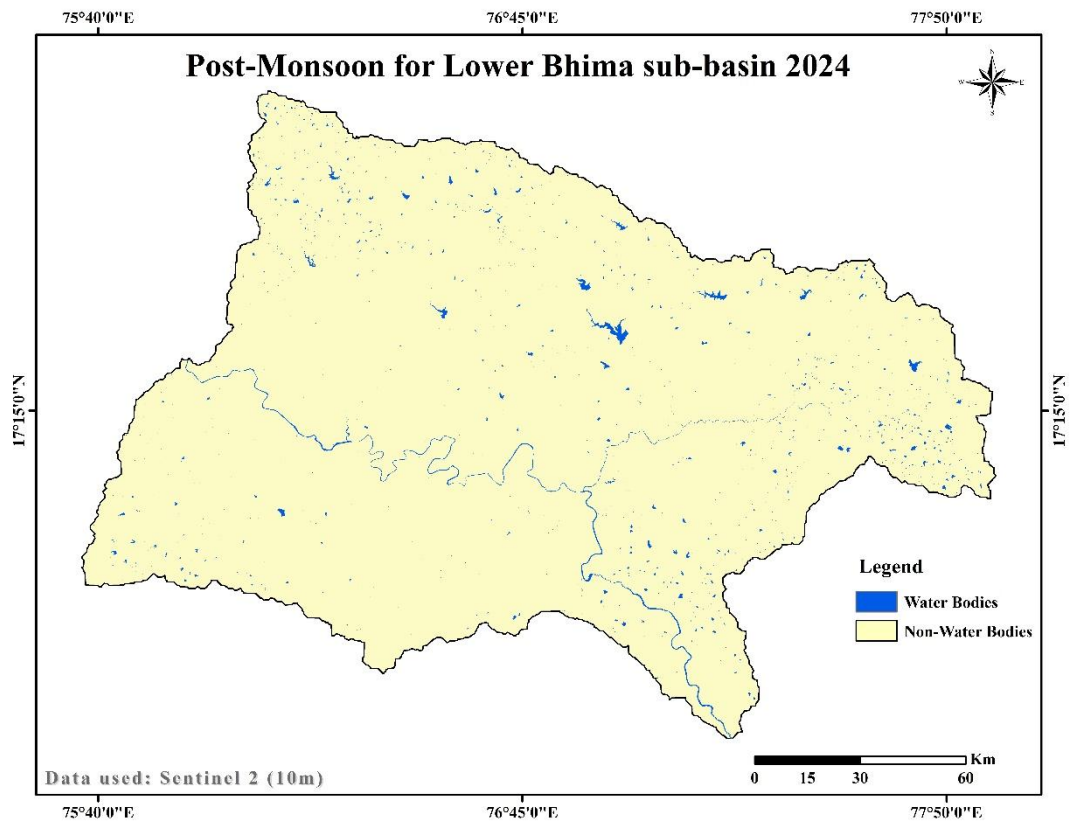 75°40'0"E 76°45'0"E 77°50'0"E
Post-Monsoon for Lower Bhima sub-basin 2024
N
W E
S
17°15'0"N 17°15'0"N
Legend
Water Bodies
Non-Water Bodies
Km
0 15 30 60
Data used: Sentinel 2 (10m)
75°40'0"E 76°45'0"E 77°50'0"E